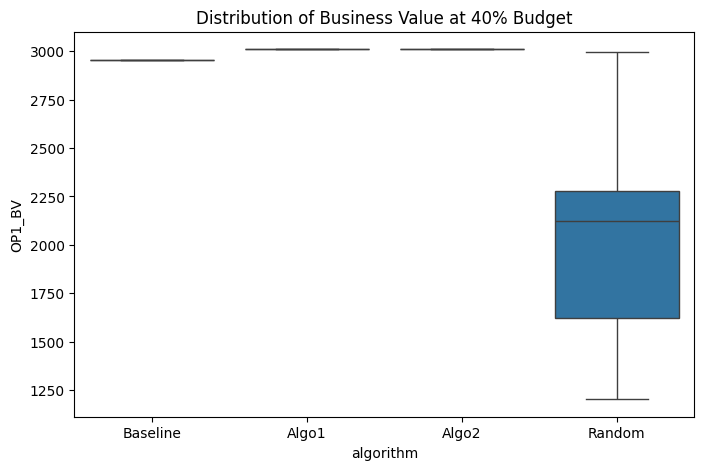 Distribution of Business Value at 40% Budget
OP1_BV
3000
2750
2500
2250
2000
1750
1500
1250
Baseline
Algo1
Algo2
Random
algorithm